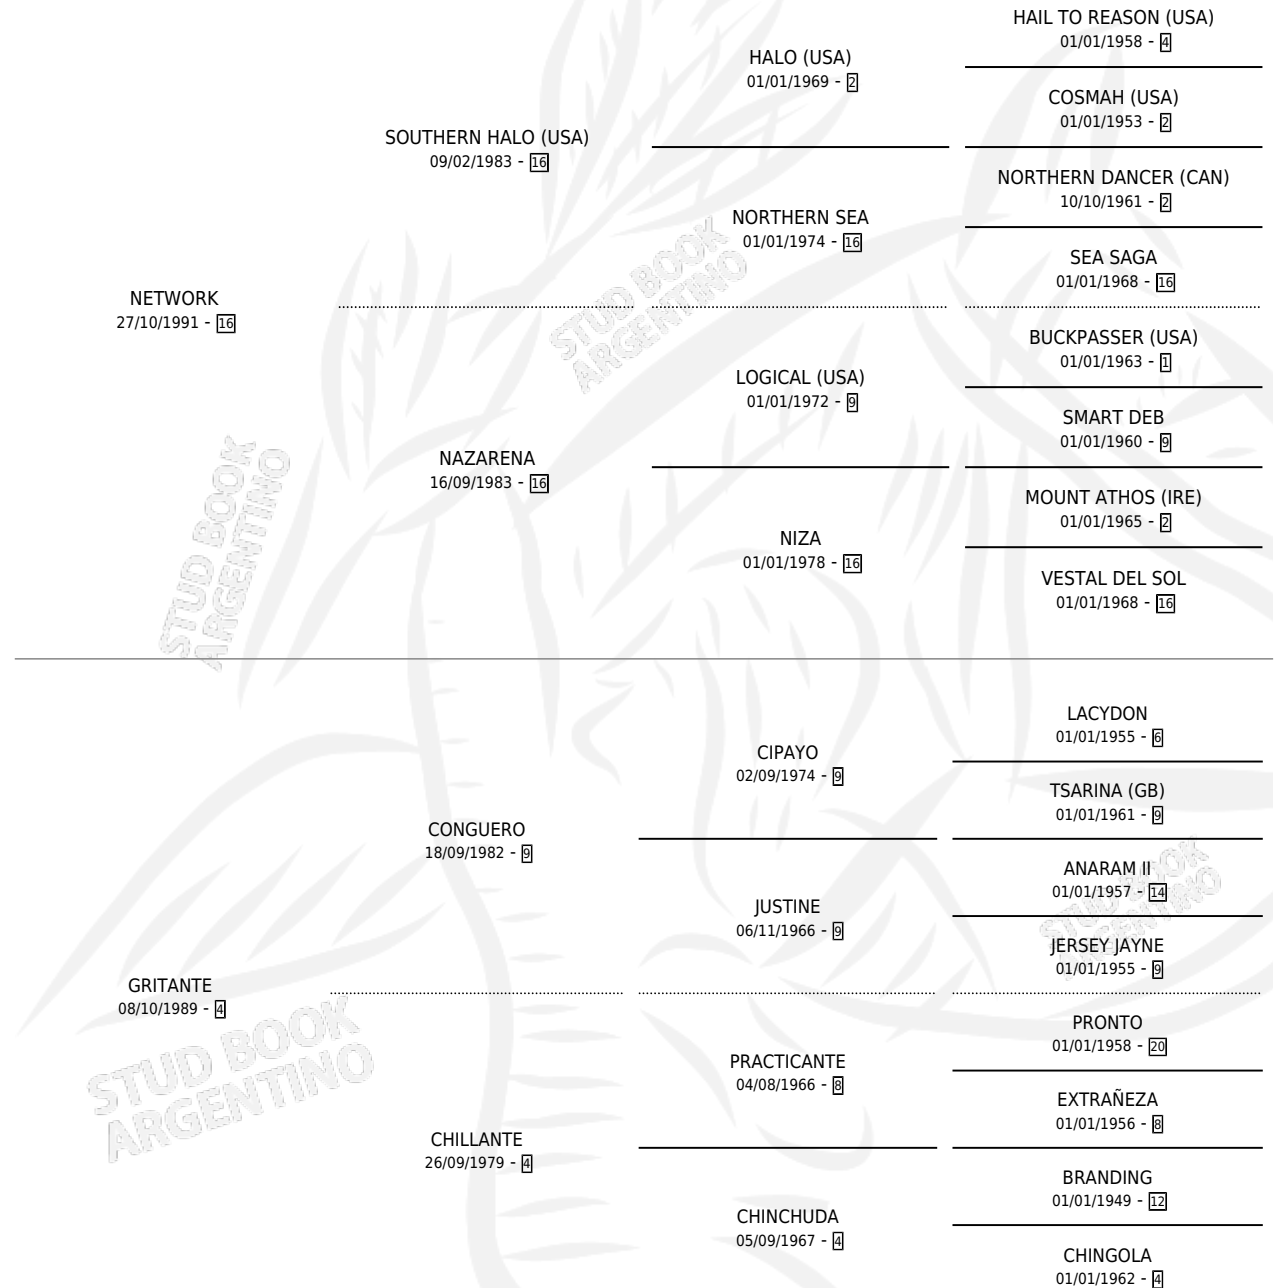 HAIL TO REASON (USA)
01/01/1958 - 4
HALO (USA)
01/01/1969 - 2
COSMAH (USA)
01/01/1953 - 2
SOUTHERN HALO (USA)
09/02/1983 - 16
NORTHERN DANCER (CAN)
10/10/1961 - 2
NORTHERN SEA
01/01/1974 - 16
SEA SAGA
01/01/1968 - 16
NETWORK
27/10/1991 - 16
BUCKPASSER (USA)
01/01/1963 - 1
LOGICAL (USA)
01/01/1972 - 9
SMART DEB
01/01/1960 - 9
NAZARENA
16/09/1983 - 16
MOUNT ATHOS (IRE)
01/01/1965 - 2
NIZA
01/01/1978 - 16
VESTAL DEL SOL
01/01/1968 - 16
LACYDON
01/01/1955 - 6
CIPAYO
02/09/1974 - 9
TSARINA (GB)
01/01/1961 - 9
CONGUERO
18/09/1982 - 9
ANARAM II
01/01/1957 - 14
JUSTINE
06/11/1966 - 9
JERSEY JAYNE
01/01/1955 - 9
GRITANTE
08/10/1989 - 4
PRONTO
01/01/1958 - 20
PRACTICANTE
04/08/1966 - 8
EXTRAÑEZA
01/01/1956 - 8
CHILLANTE
26/09/1979 - 4
BRANDING
01/01/1949 - 12
CHINCHUDA
05/09/1967 - 4
CHINGOLA
01/01/1962 - 4
STUD BOOK
ARGENTINO
STUD BOOK
ARGENTINO
STUD BOOK
ARGENTINO
STUD BOOK
ARGENTINO